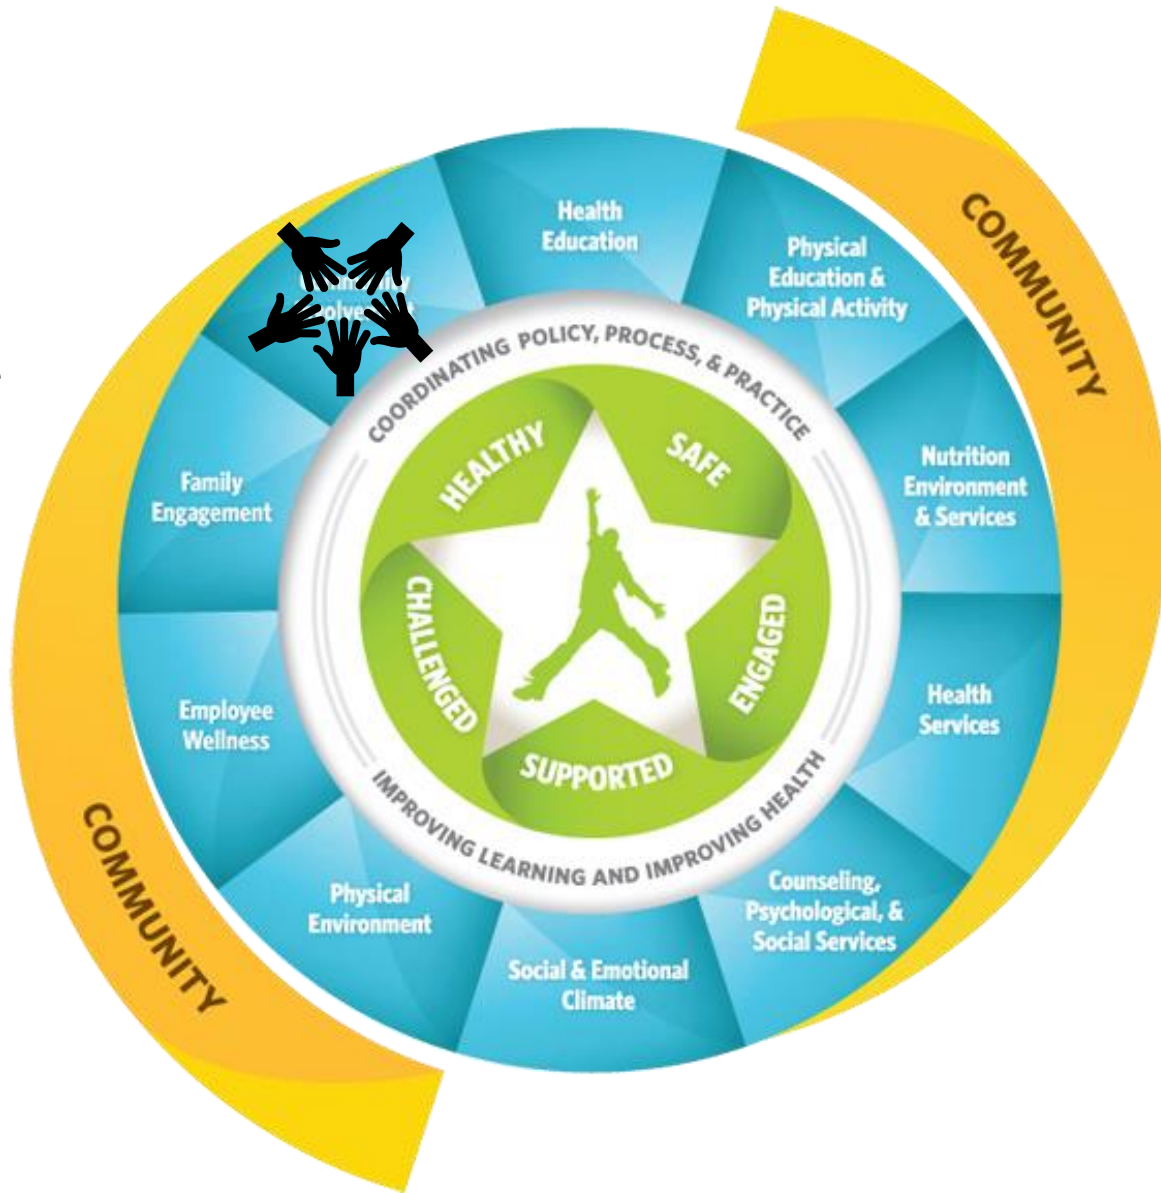 COMMUNITY
Health
Education
Physical
Education &
Physical Activity
Nutrition
Environment
& Services
Health
Services
Counseling,
Psychological, &
Social Services
Social & Emotional
Climate
Physical
Environment
Employee
Wellness
Family
Engagement
COORDINATING POLICY, PROCESS, & PRACTICE
IMPROVING LEARNING AND IMPROVING HEALTH
HEALTHY
SAFE
ENGAGED
SUPPORTED
CHALLENGED
COMMUNITY